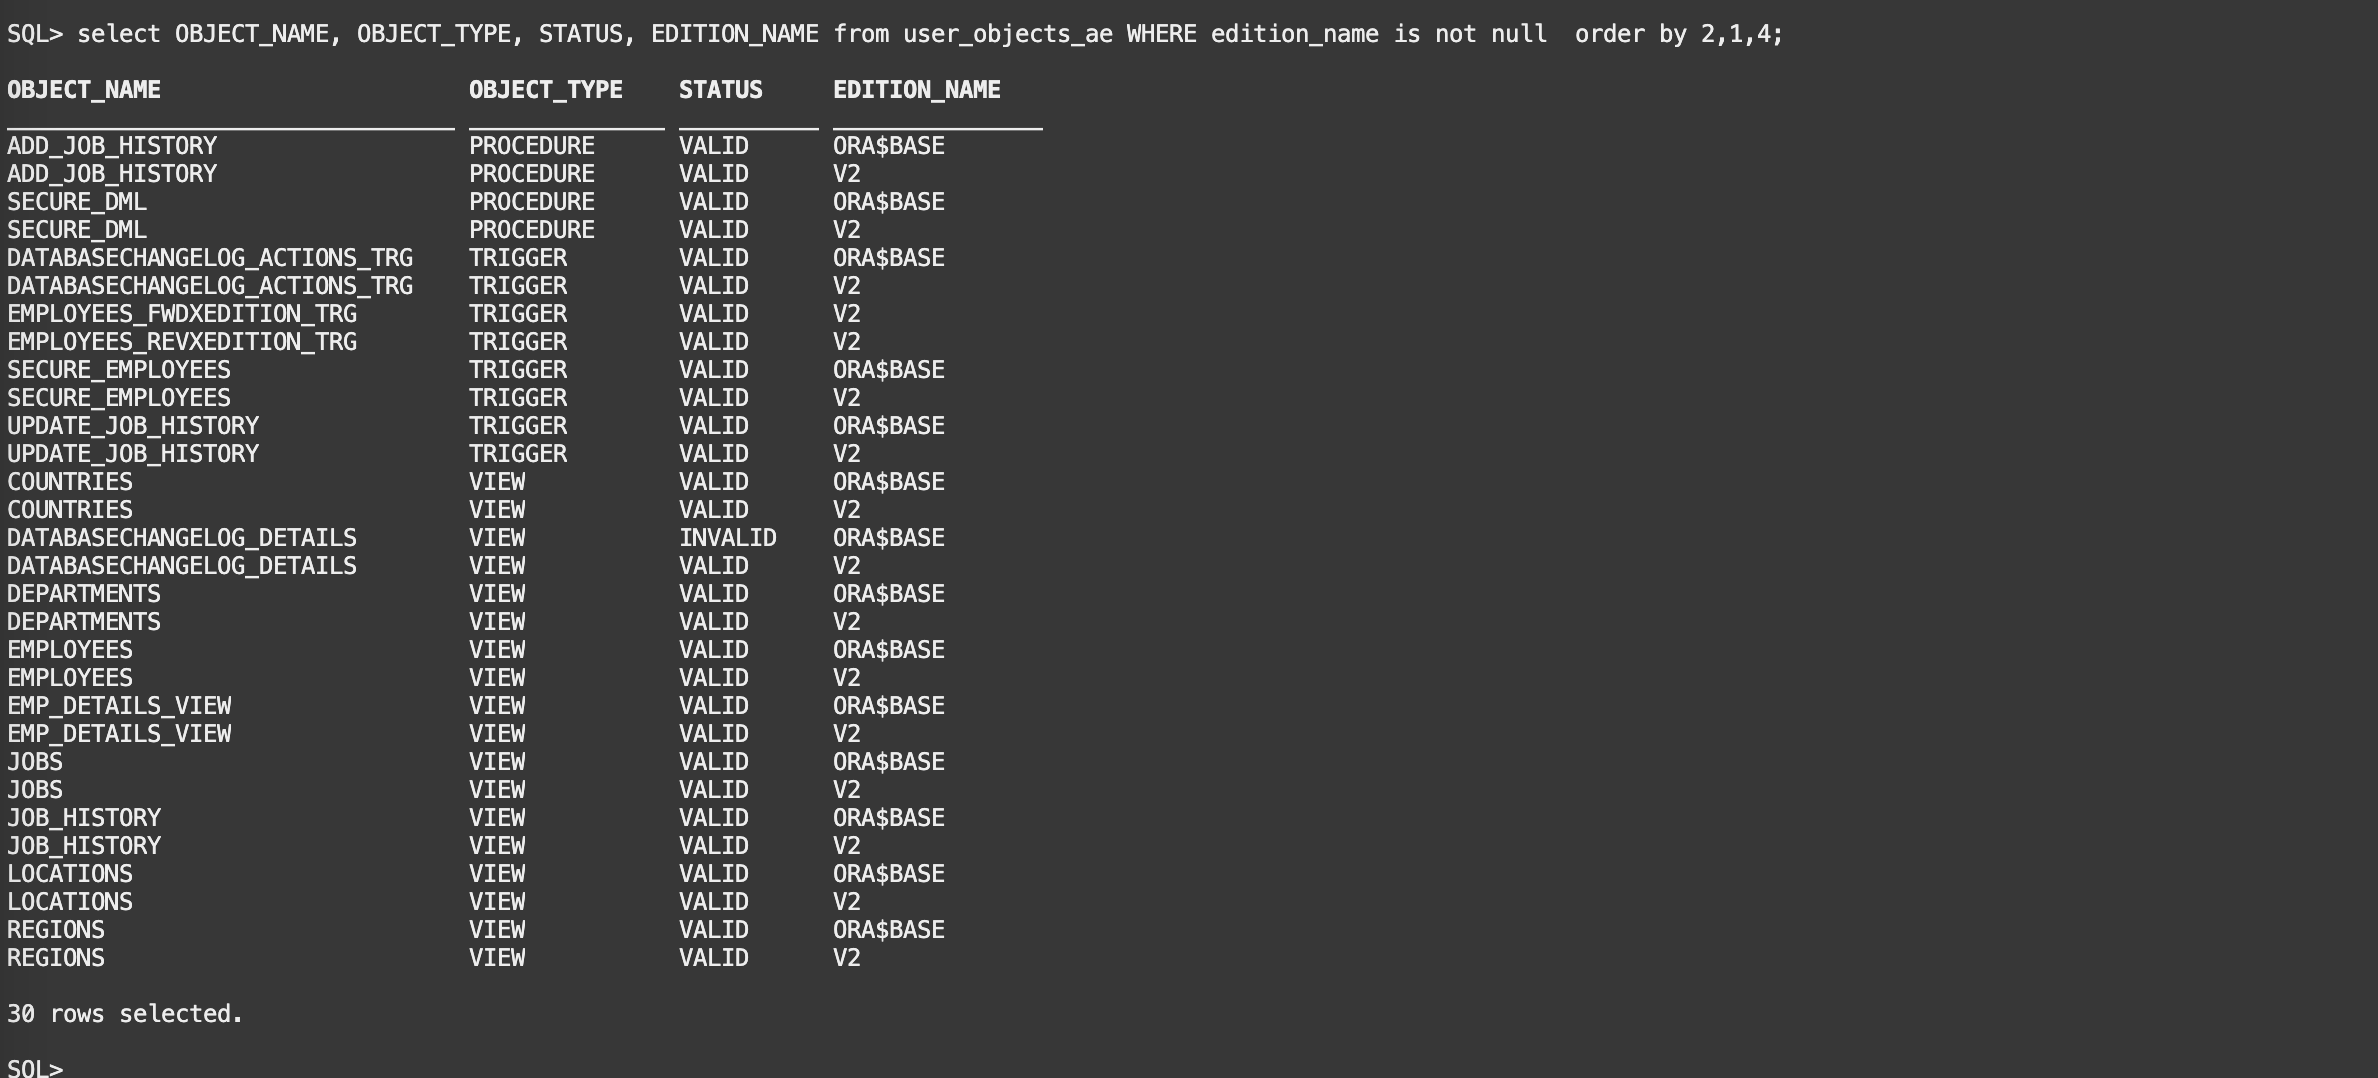 SQL> select OBJECT_NAME, OBJECT_TYPE, STATUS, EDITION_NAME from user_objects_ae WHERE edition_name is not null  order by 2,1,4;
OBJECT_NAME OBJECT_TYPE STATUS EDITION_NAME
ADD_JOB_HISTORY PROCEDURE VALID ORA$BASE
ADD_JOB_HISTORY PROCEDURE VALID V2
SECURE_DML PROCEDURE VALID ORA$BASE
SECURE_DML PROCEDURE VALID V2
DATABASECHANGELOG_ACTIONS_TRG TRIGGER VALID ORA$BASE
DATABASECHANGELOG_ACTIONS_TRG TRIGGER VALID V2
EMPLOYEES_FWDXEDITION_TRG TRIGGER VALID V2
EMPLOYEES_REVXEDITION_TRG TRIGGER VALID V2
SECURE_EMPLOYEES TRIGGER VALID ORA$BASE
SECURE_EMPLOYEES TRIGGER VALID V2
UPDATE_JOB_HISTORY TRIGGER VALID ORA$BASE
UPDATE_JOB_HISTORY TRIGGER VALID V2
COUNTRIES VIEW VALID ORA$BASE
COUNTRIES VIEW VALID V2
DATABASECHANGELOG_DETAILS VIEW INVALID ORA$BASE
DATABASECHANGELOG_DETAILS VIEW VALID V2
DEPARTMENTS VIEW VALID ORA$BASE
DEPARTMENTS VIEW VALID V2
EMPLOYEES VIEW VALID ORA$BASE
EMPLOYEES VIEW VALID V2
EMP_DETAILS_VIEW VIEW VALID ORA$BASE
EMP_DETAILS_VIEW VIEW VALID V2
JOBS VIEW VALID ORA$BASE
JOBS VIEW VALID V2
JOB_HISTORY VIEW VALID ORA$BASE
JOB_HISTORY VIEW VALID V2
LOCATIONS VIEW VALID ORA$BASE
LOCATIONS VIEW VALID V2
REGIONS VIEW VALID ORA$BASE
REGIONS VIEW VALID V2
30 rows selected.
SQL>